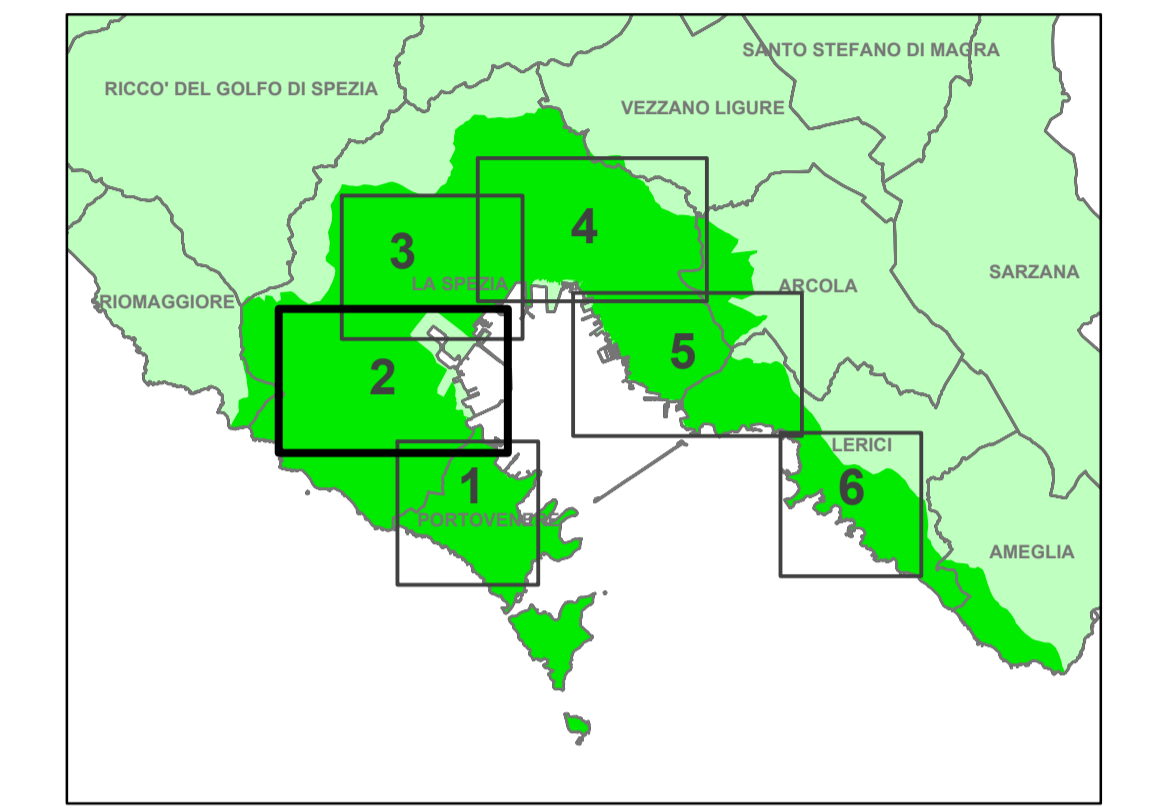 SANTO STEFANO DI MAGRA
RICCO' DEL GOLFO DI SPEZIA
VEZZANO LIGURE
4
3
SARZANA
LA SPEZIA
ARCOLA
RIOMAGGIORE
5
2
LERICI
1
6
PORTOVENERE
AMEGLIA